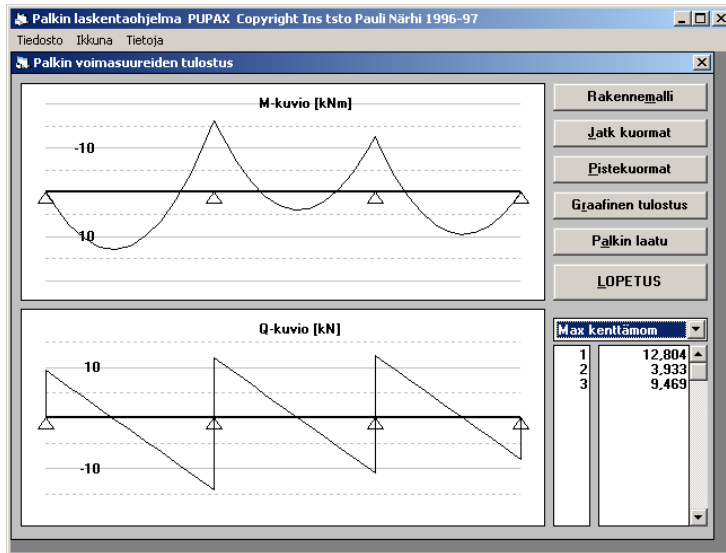 Palkin laskentaohjelma PUPAX Copyright Ins tsto Pauli Närhi 1996-97
Tiedosto Ikkuna Tietoja
Palkin voimasuureiden tulostus
M-kuvio [kNm]
-10
10
Q-kuvio [kN]
10
-10
Rakennemalli
Jatk kuormat
Pistekuormat
Graafinen tulostus
Palkin laatu
LOPETUS
Max kenttämom
1 12,804
2 3,933
3 9,469